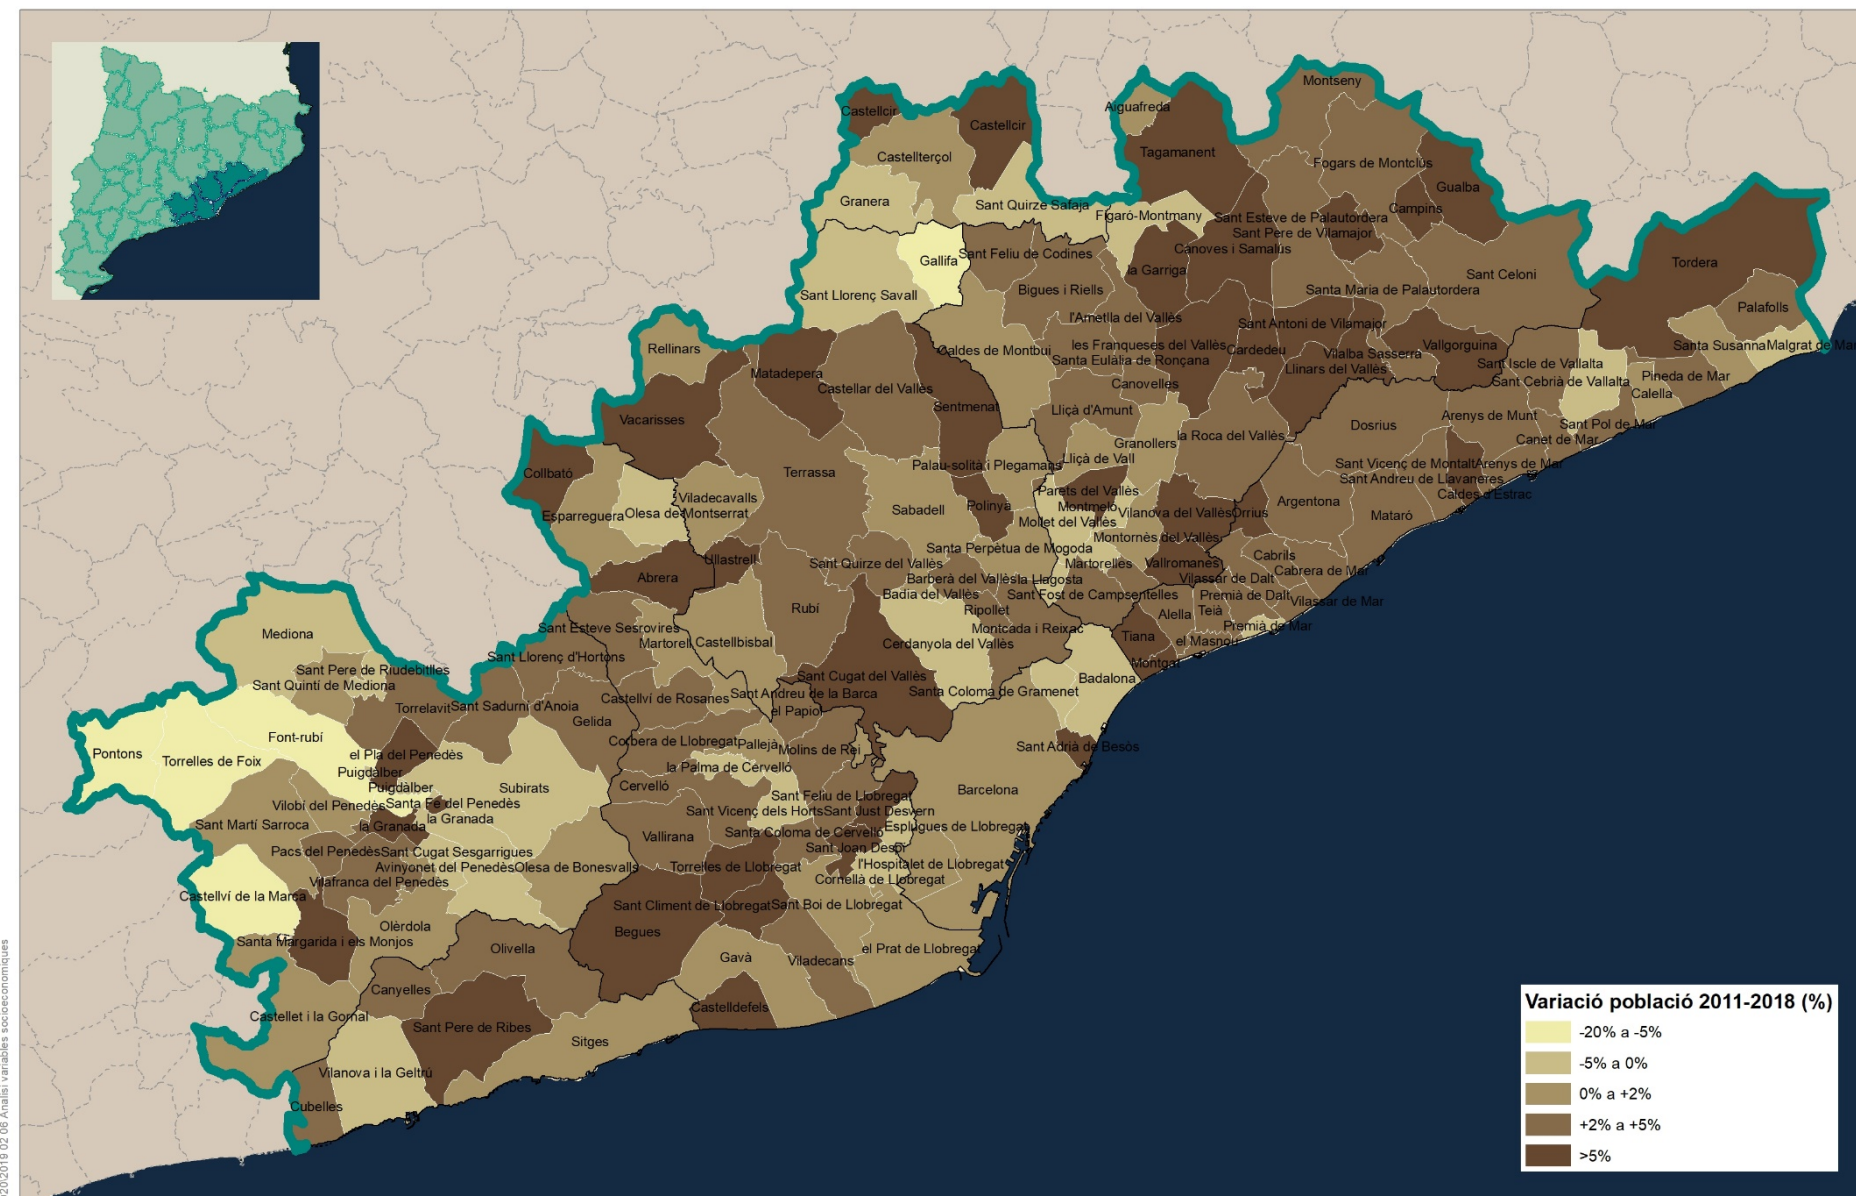 Montseny
Aiguafreda
Castellcir
Castellcir
Tagamanent
Castellterçol
Fogars de Montclús
Gualba
Granera
Sant Quirze Safaja
Figaró-Montmany
Campins
Sant Esteve de Palautordera
Sant Pere de Vilamajor
Cànoves i Samalús
Gallifa
Sant Feliu de Codines
Tordera
la Garriga
Sant Celoni
Bigues i Riells
Santa Maria de Palautordera
Sant Llorenç Savall
Palafolls
l'Ametlla del Vallès
Sant Antoni de Vilamajor
Rellinars
Caldes de Montbui
les Franqueses del Vallès
Cardedeu
Vilalba Sasserra
Vallgorguina
Santa Susanna
Malgrat de Mar
Santa Eulàlia de Ronçana
Llinars del Vallès
Sant Iscle de Vallalta
Matadepera
Castellar del Vallès
Canovelles
Sant Cebrià de Vallalta
Pineda de Mar
Calella
Sentmenat
Lliçà d'Amunt
Vacarisses
Arenys de Munt
Sant Pol de Mar
Dosrius
Canet de Mar
Granollers
la Roca del Vallès
Lliçà de Vall
Palau-solità i Plegamans
Sant Vicenç de Montalt
Arenys de Mar
Collbató
Terrassa
Sant Andreu de Llavaneres
Caldes d'Estrac
Viladecavalls
Parets del Vallès
Polinyà
Montmeló
Argentona
Esparreguera
Olesa de Montserrat
Sabadell
Mollet del Vallès
Vilanova del Vallès
Òrrius
Mataró
Montornès del Vallès
Santa Perpètua de Mogoda
Cabrils
Ullastrell
Sant Quirze del Vallès
Martorelles
Vallromanes
Cabrera de Mar
Abrera
Barberà del Vallès
la Llagosta
Vilassar de Dalt
Badia del Vallès
Sant Fost de Campsentelles
Premià de Dalt
Vilassar de Mar
Rubí
Ripollet
Alella
Teià
Premià de Mar
Sant Esteve Sesrovires
Montcada i Reixac
Tiana
el Masnou
Mediona
Martorell
Castellbisbal
Cerdanyola del Vallès
Sant Llorenç d'Hortons
Montgat
Sant Pere de Riudebitlles
Sant Cugat del Vallès
Badalona
Sant Quintí de Mediona
Castellví de Rosanes
Sant Andreu de la Barca
Santa Coloma de Gramenet
Torrelavit
Sant Sadurní d'Anoia
el Papiol
Gelida
Font-rubí
Corbera de Llobregat
Pallejà
Molins de Rei
Sant Adrià de Besòs
Pontons
Torrelles de Foix
el Pla del Penedès
la Palma de Cervelló
Puigdàlber
Puigdàlber
Subirats
Cervelló
Barcelona
Sant Feliu de Llobregat
Vilobí del Penedès
Santa Fe del Penedès
Sant Vicenç dels Horts
Sant Just Desvern
la Granada
Sant Martí Sarroca
la Granada
Vallirana
Santa Coloma de Cervelló
Esplugues de Llobregat
Pacs del Penedès
Sant Cugat Sesgarrigues
Sant Joan Despí
Avinyonet del Penedès
Olesa de Bonesvalls
Torrelles de Llobregat
l'Hospitalet de Llobregat
Vilafranca del Penedès
Cornellà de Llobregat
Castellví de la Marca
Sant Climent de Llobregat
Sant Boi de Llobregat
Olèrdola
Begues
Santa Margarida i els Monjos
Olivella
el Prat de Llobregat
Gavà
Viladecans
Canyelles
Castellet i la Gornal
Castelldefels
Sant Pere de Ribes
Sitges
Vilanova i la Geltrú
Cubelles
Variació població 2011-2018 (%)
-20% a -5%
-5% a 0%
0% a +2%
+2% a +5%
>5%
2019 02 06 Analisi variables socioeconomiques